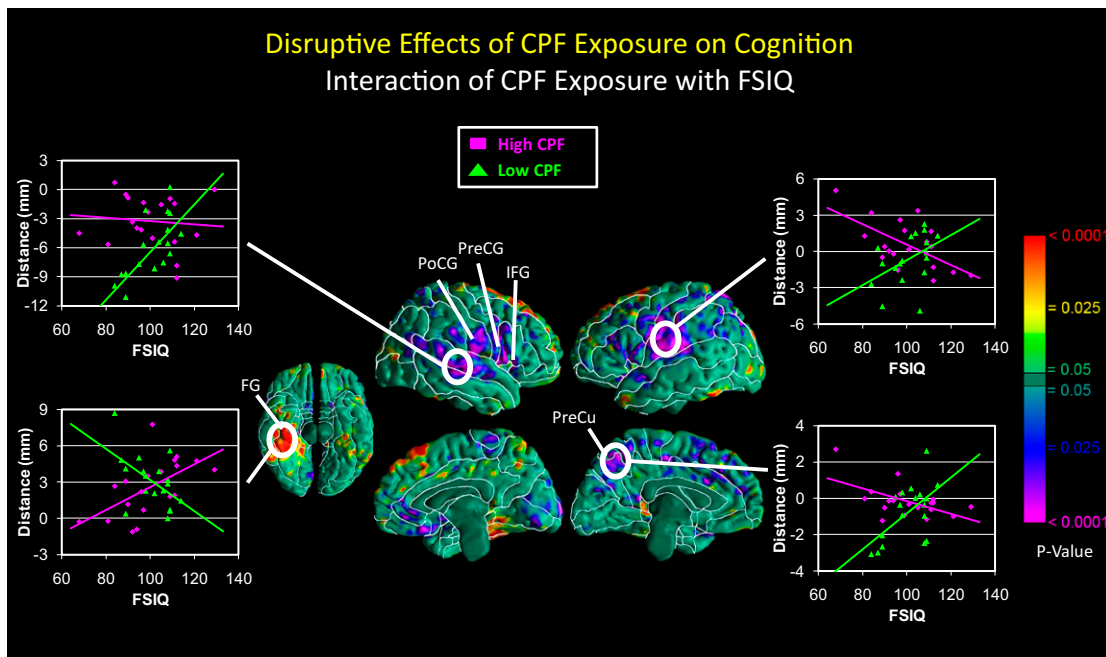 Disruptive Effects of CPF Exposure on Cognition
Interaction of CPF Exposure with FSIQ
High CPF
Low CPF
Distance (mm)
3
0
-3
-6
-9
-12
60 80 100 120 140
FSIQ
PoCG
PreCG
IFG
Distance (mm)
6
3
0
-3
-6
60 80 100 120 140
FSIQ
FG
Distance (mm)
9
6
3
0
-3
60 80 100 120 140
FSIQ
PreCu
Distance (mm)
4
2
0
-2
-4
60 80 100 120 140
FSIQ
< 0.0001
= 0.025
= 0.05
= 0.05
= 0.025
< 0.0001
P-Value